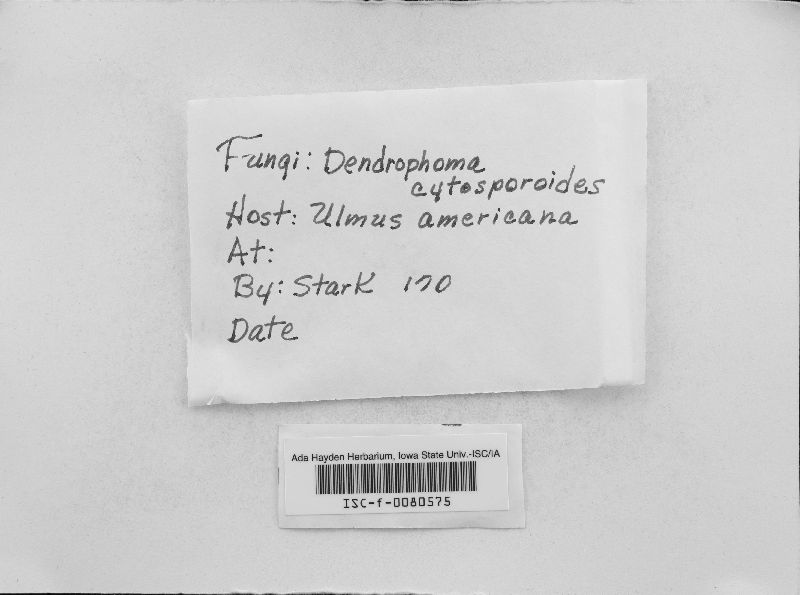 Fungi: Dendrophoma
cytosporoides
Host: Ulmus americana
At:
By: Stark 170
Date
Ada Hayden Herbarium, Iowa State Univ.-ISC/IA
ISC-f-0080575